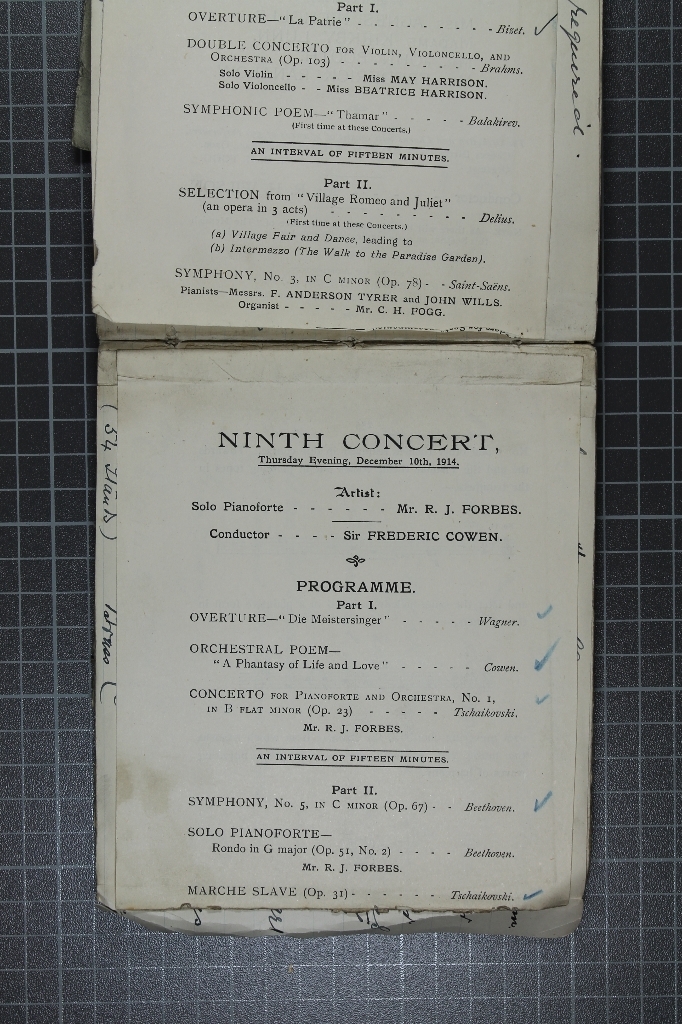 Part I.
OVERTURE—"La Patrie" - - - - - - - - Bizet.
required.
DOUBLE CONCERTO FOR VIOLIN, VIOLONCELLO, AND
ORCHESTRA (Op. 103) - - - - - - - - - Brahms.
Solo Violin - - - - - Miss MAY HARRISON.
Solo Violoncello - - Miss BEATRICE HARRISON.
SYMPHONIC POEM—"Thamar" - - - - - Balakirev.
(First time at these Concerts.)
AN INTERVAL OF FIFTEEN MINUTES.
Part II.
SELECTION from "Village Romeo and Juliet"
(an opera in 3 acts) - - - - - - - - - Delius.
(First time at these Concerts.)
(a) Village Fair and Dance, leading to
(b) Intermezzo (The Walk to the Paradise Garden).
SYMPHONY, No. 3, IN C MINOR (Op. 78) - - Saint-Saëns.
Pianists—Messrs. F. ANDERSON TYRER and JOHN WILLS.
Organist - - - - - Mr. C. H. FOGG.
NINTH CONCERT,
Thursday Evening, December 10th, 1914.
Artist:
Solo Pianoforte - - - - - - Mr. R. J. FORBES.
Conductor - - - - Sir FREDERIC COWEN.
PROGRAMME.
Part I.
OVERTURE—"Die Meistersinger" - - - - - Wagner.
ORCHESTRAL POEM—
"A Phantasy of Life and Love" - - - - - Cowen.
CONCERTO FOR PIANOFORTE AND ORCHESTRA, No. 1,
IN B FLAT MINOR (Op. 23) - - - - - Tschaikovski.
Mr. R. J. FORBES.
AN INTERVAL OF FIFTEEN MINUTES.
Part II.
SYMPHONY, No. 5, IN C MINOR (Op. 67) - - Beethoven.
SOLO PIANOFORTE—
Rondo in G major (Op. 51, No. 2) - - - - Beethoven.
Mr. R. J. FORBES.
MARCHE SLAVE (Op. 31) - - - - - - Tschaikovski.
(54